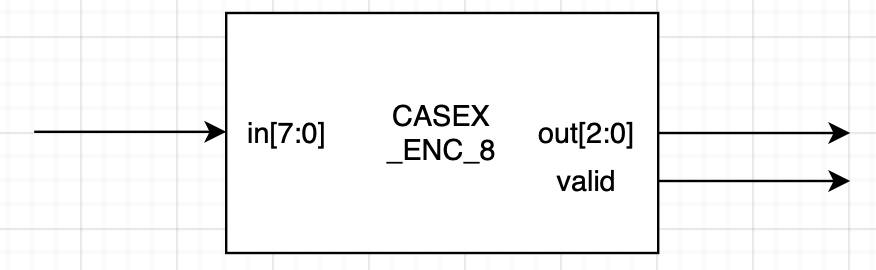 in[7:0]
CASEX
_ENC_8
out[2:0]
valid